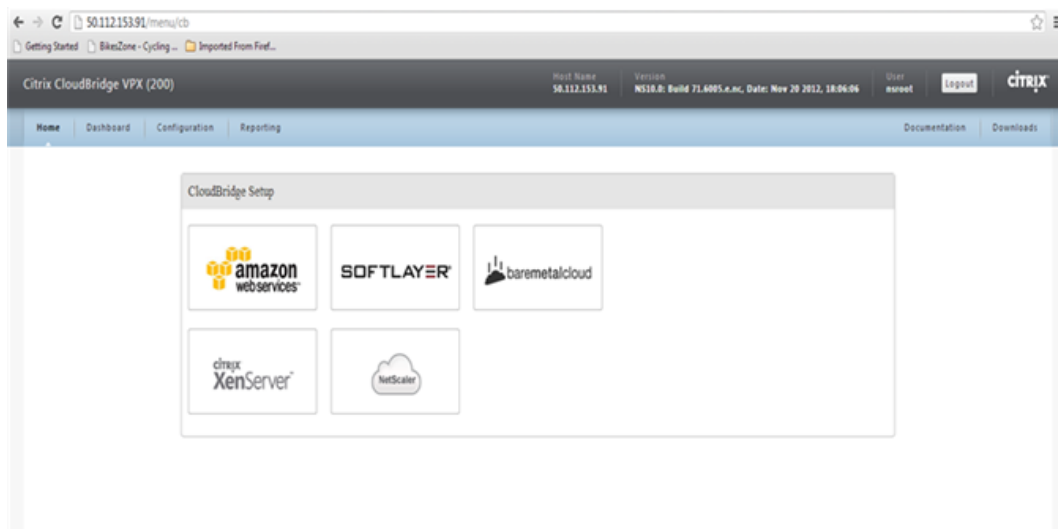 50.112.153.91/menu/cb
Getting Started BikesZone - Cycling ... Imported From Firef...
Citrix CloudBridge VPX (200)
Host Name
50.112.153.91
Version
NS10.0: Build 71.6005.e.nc, Date: Nov 20 2012, 18:06:06
User
nsroot
Logout
CITRIX
Home Dashboard Configuration Reporting Documentation Downloads
CloudBridge Setup
amazon
webservices™
SOFTLAYER®
baremetalcloud
CITRIX
XenServer™
NetScaler